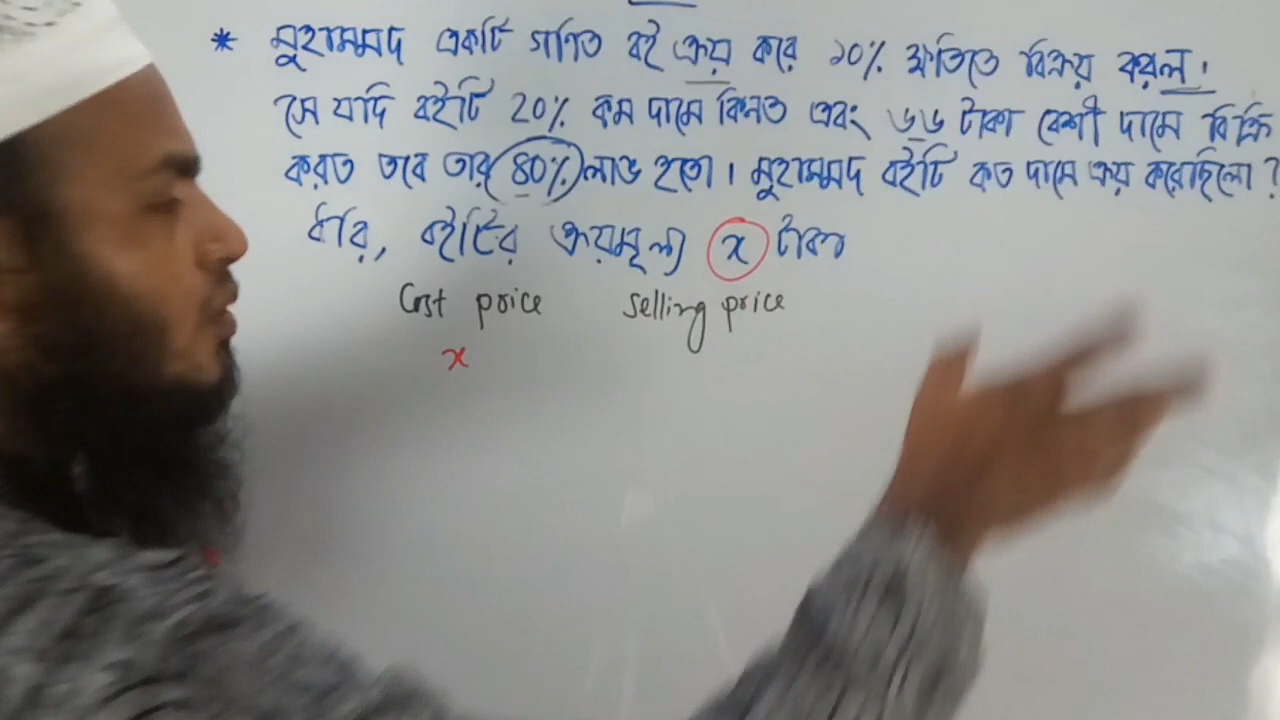 * মুহাম্মদ একটি গণিত বই ক্রয় করে ১০% ক্ষতিতে বিক্রয় করল।
সে যদি বইটি 20% কম দামে কিনত এবং ৬৬ টাকা বেশী দামে বিক্রি
করত তবে তার ৪০% লাভ হতো। মুহাম্মদ বইটি কত দামে ক্রয় করেছিলো?
ধরি, বইটির ক্রয়মূল্য x টাকা
Cost price selling price
x